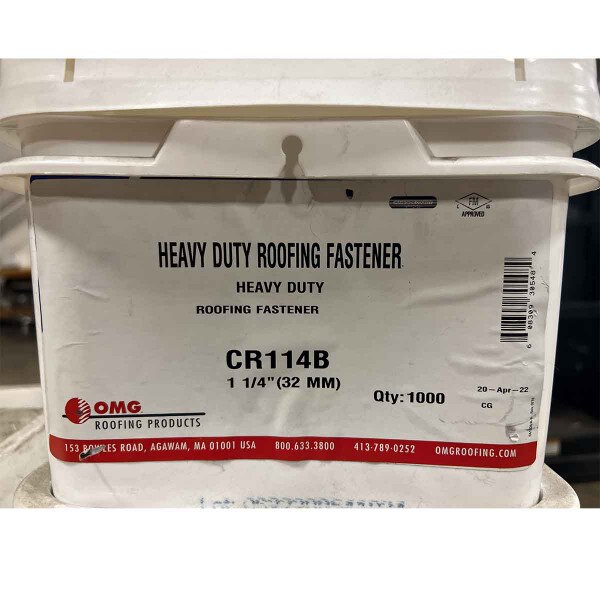 FM
APPROVED
HEAVY DUTY ROOFING FASTENER
HEAVY DUTY
ROOFING FASTENER
CR114B
1 1/4"(32 MM)
Qty: 1000
20-Apr-22
CG
OMG
ROOFING PRODUCTS
153 BOWLES ROAD, AGAWAM, MA 01001 USA 800.633.3800 413-789-0252 OMGROOFING.COM